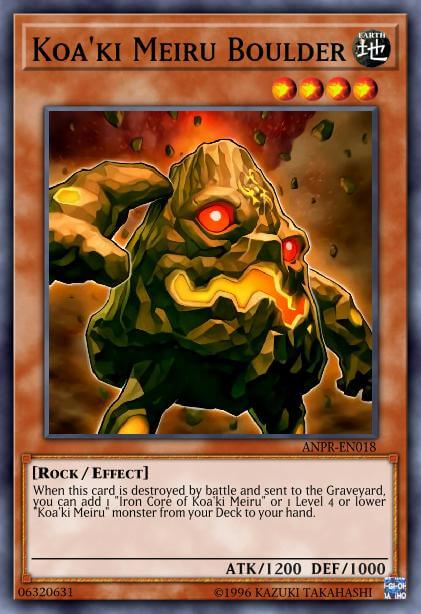 Koa'ki Meiru Boulder
EARTH
地
ANPR-EN018
[Rock / Effect]
When this card is destroyed by battle and sent to the Graveyard,
you can add 1 "Iron Core of Koa'ki Meiru" or 1 Level 4 or lower
"Koa'ki Meiru" monster from your Deck to your hand.
ATK/1200 DEF/1000
06320631
©1996 KAZUKI TAKAHASHI